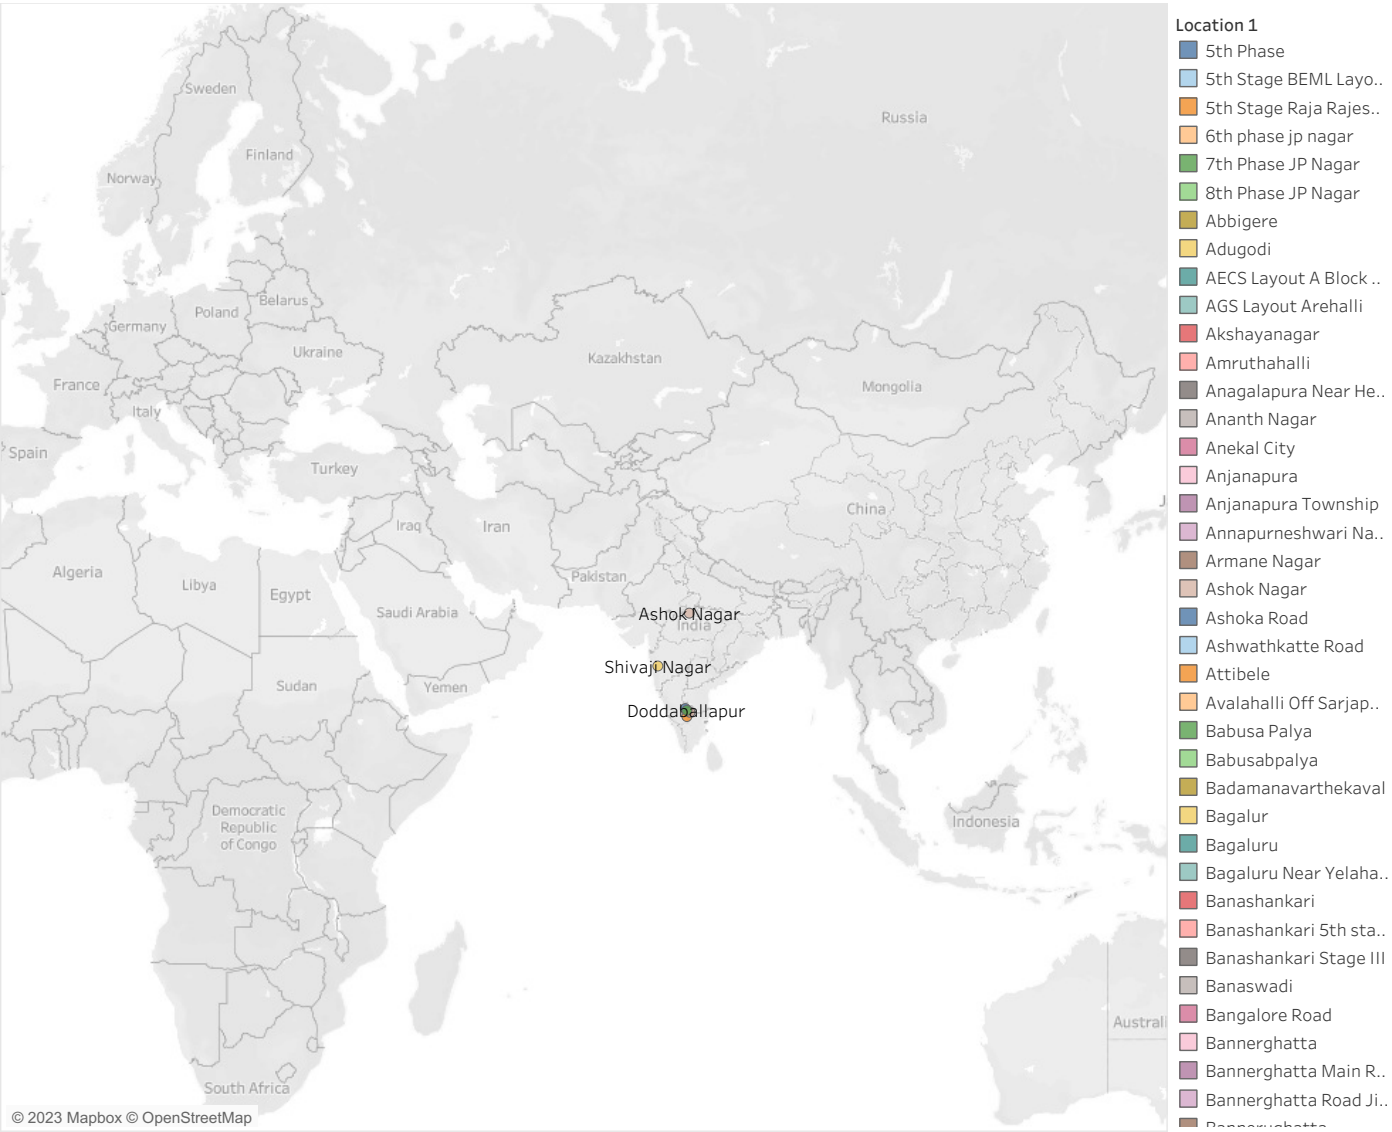 Sweden
Russia
Finland
Norway
Belarus
Poland
Germany
Ukraine
Kazakhstan
France
Mongolia
Italy
Spain
Turkey
China
Iraq
Iran
Algeria
Pakistan
Libya
Egypt
Saudi Arabia
Ashok Nagar
India
Shivaji Nagar
Sudan
Yemen
Doddaballapur
Democratic
Republic
of Congo
Indonesia
Australi
South Africa
© 2023 Mapbox © OpenStreetMap
Location 1
5th Phase
5th Stage BEML Layo..
5th Stage Raja Rajes..
6th phase jp nagar
7th Phase JP Nagar
8th Phase JP Nagar
Abbigere
Adugodi
AECS Layout A Block ..
AGS Layout Arehalli
Akshayanagar
Amruthahalli
Anagalapura Near He..
Ananth Nagar
Anekal City
Anjanapura
Anjanapura Township
Annapurneshwari Na..
Armane Nagar
Ashok Nagar
Ashoka Road
Ashwathkatte Road
Attibele
Avalahalli Off Sarjap..
Babusa Palya
Babusabpalya
Badamanavarthekaval
Bagalur
Bagaluru
Bagaluru Near Yelaha..
Banashankari
Banashankari 5th sta..
Banashankari Stage III
Banaswadi
Bangalore Road
Bannerghatta
Bannerghatta Main R..
Bannerghatta Road Ji..